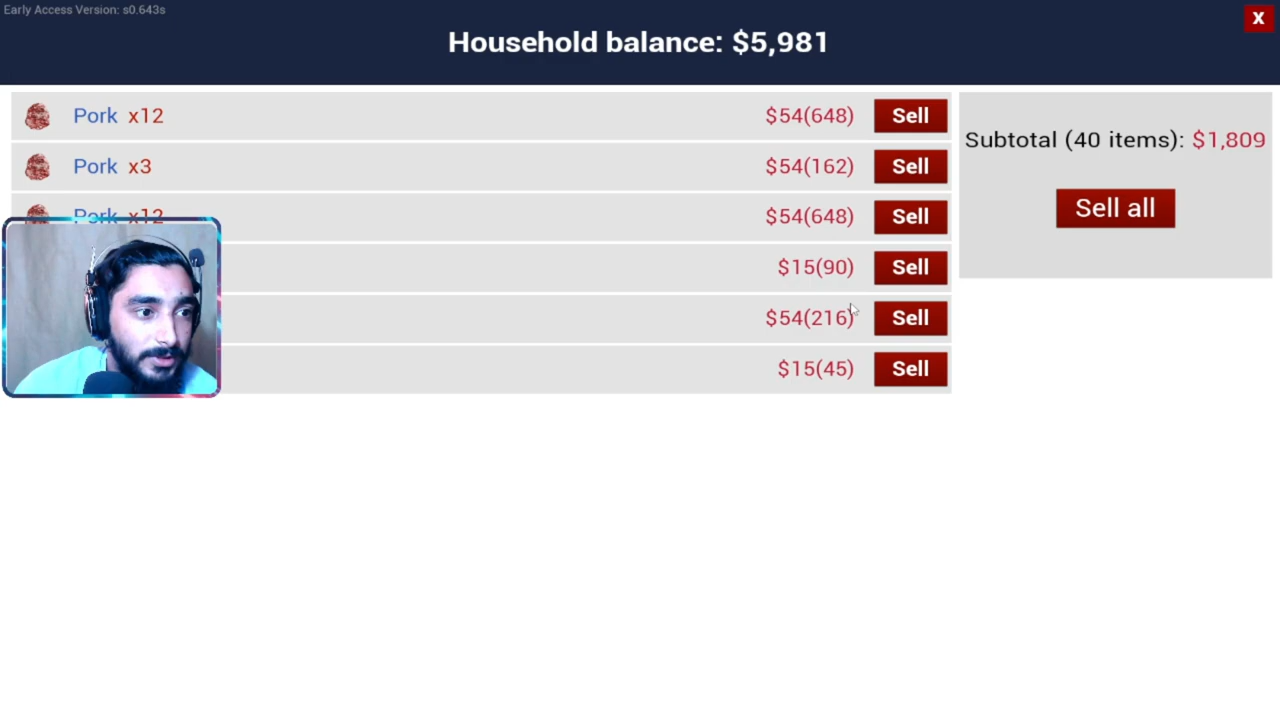 Early Access Version: s0.643s
X
Household balance: $5,981
Pork x12 $54(648) Sell
Pork x3 $54(162) Sell
Pork x12 $54(648) Sell
$15(90) Sell
$54(216) Sell
$15(45) Sell
Subtotal (40 items): $1,809
Sell all